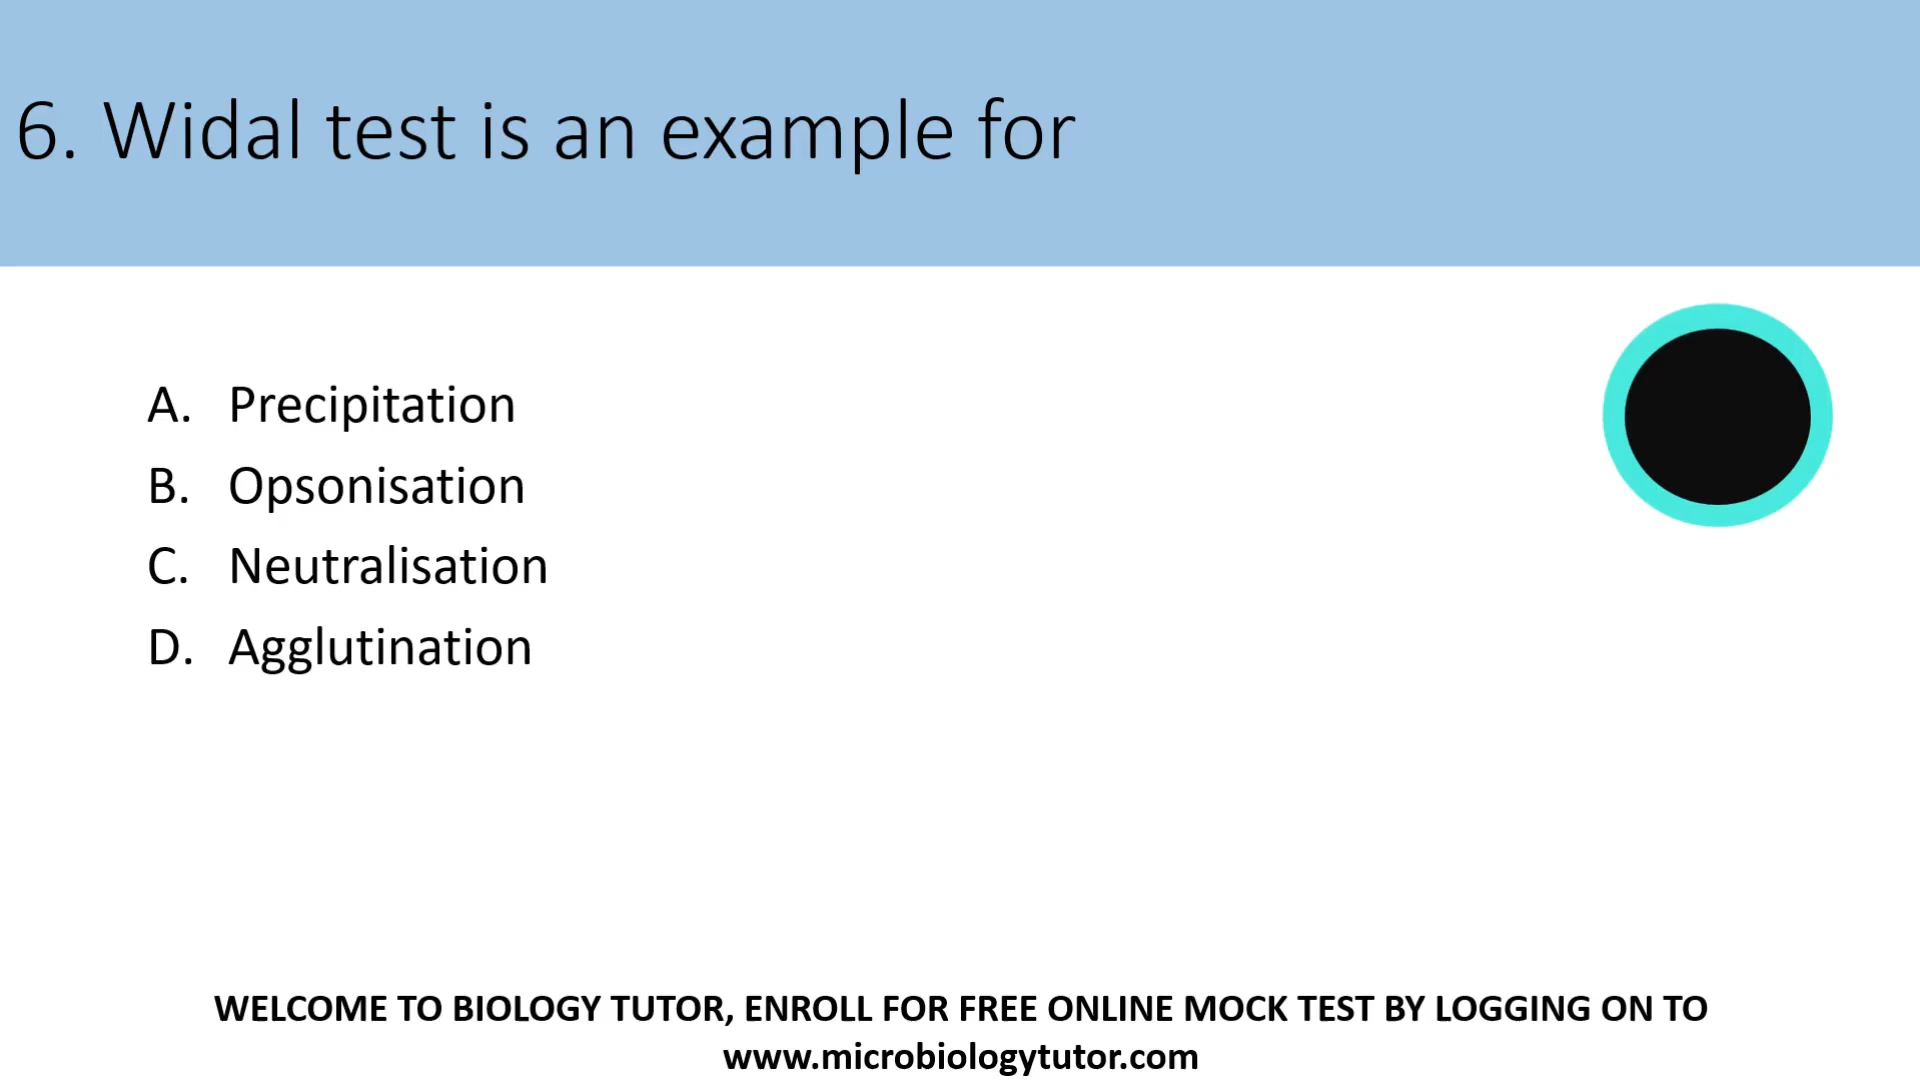 6. Widal test is an example for
A. Precipitation
B. Opsonisation
C. Neutralisation
D. Agglutination
WELCOME TO BIOLOGY TUTOR, ENROLL FOR FREE ONLINE MOCK TEST BY LOGGING ON TO
www.microbiologytutor.com